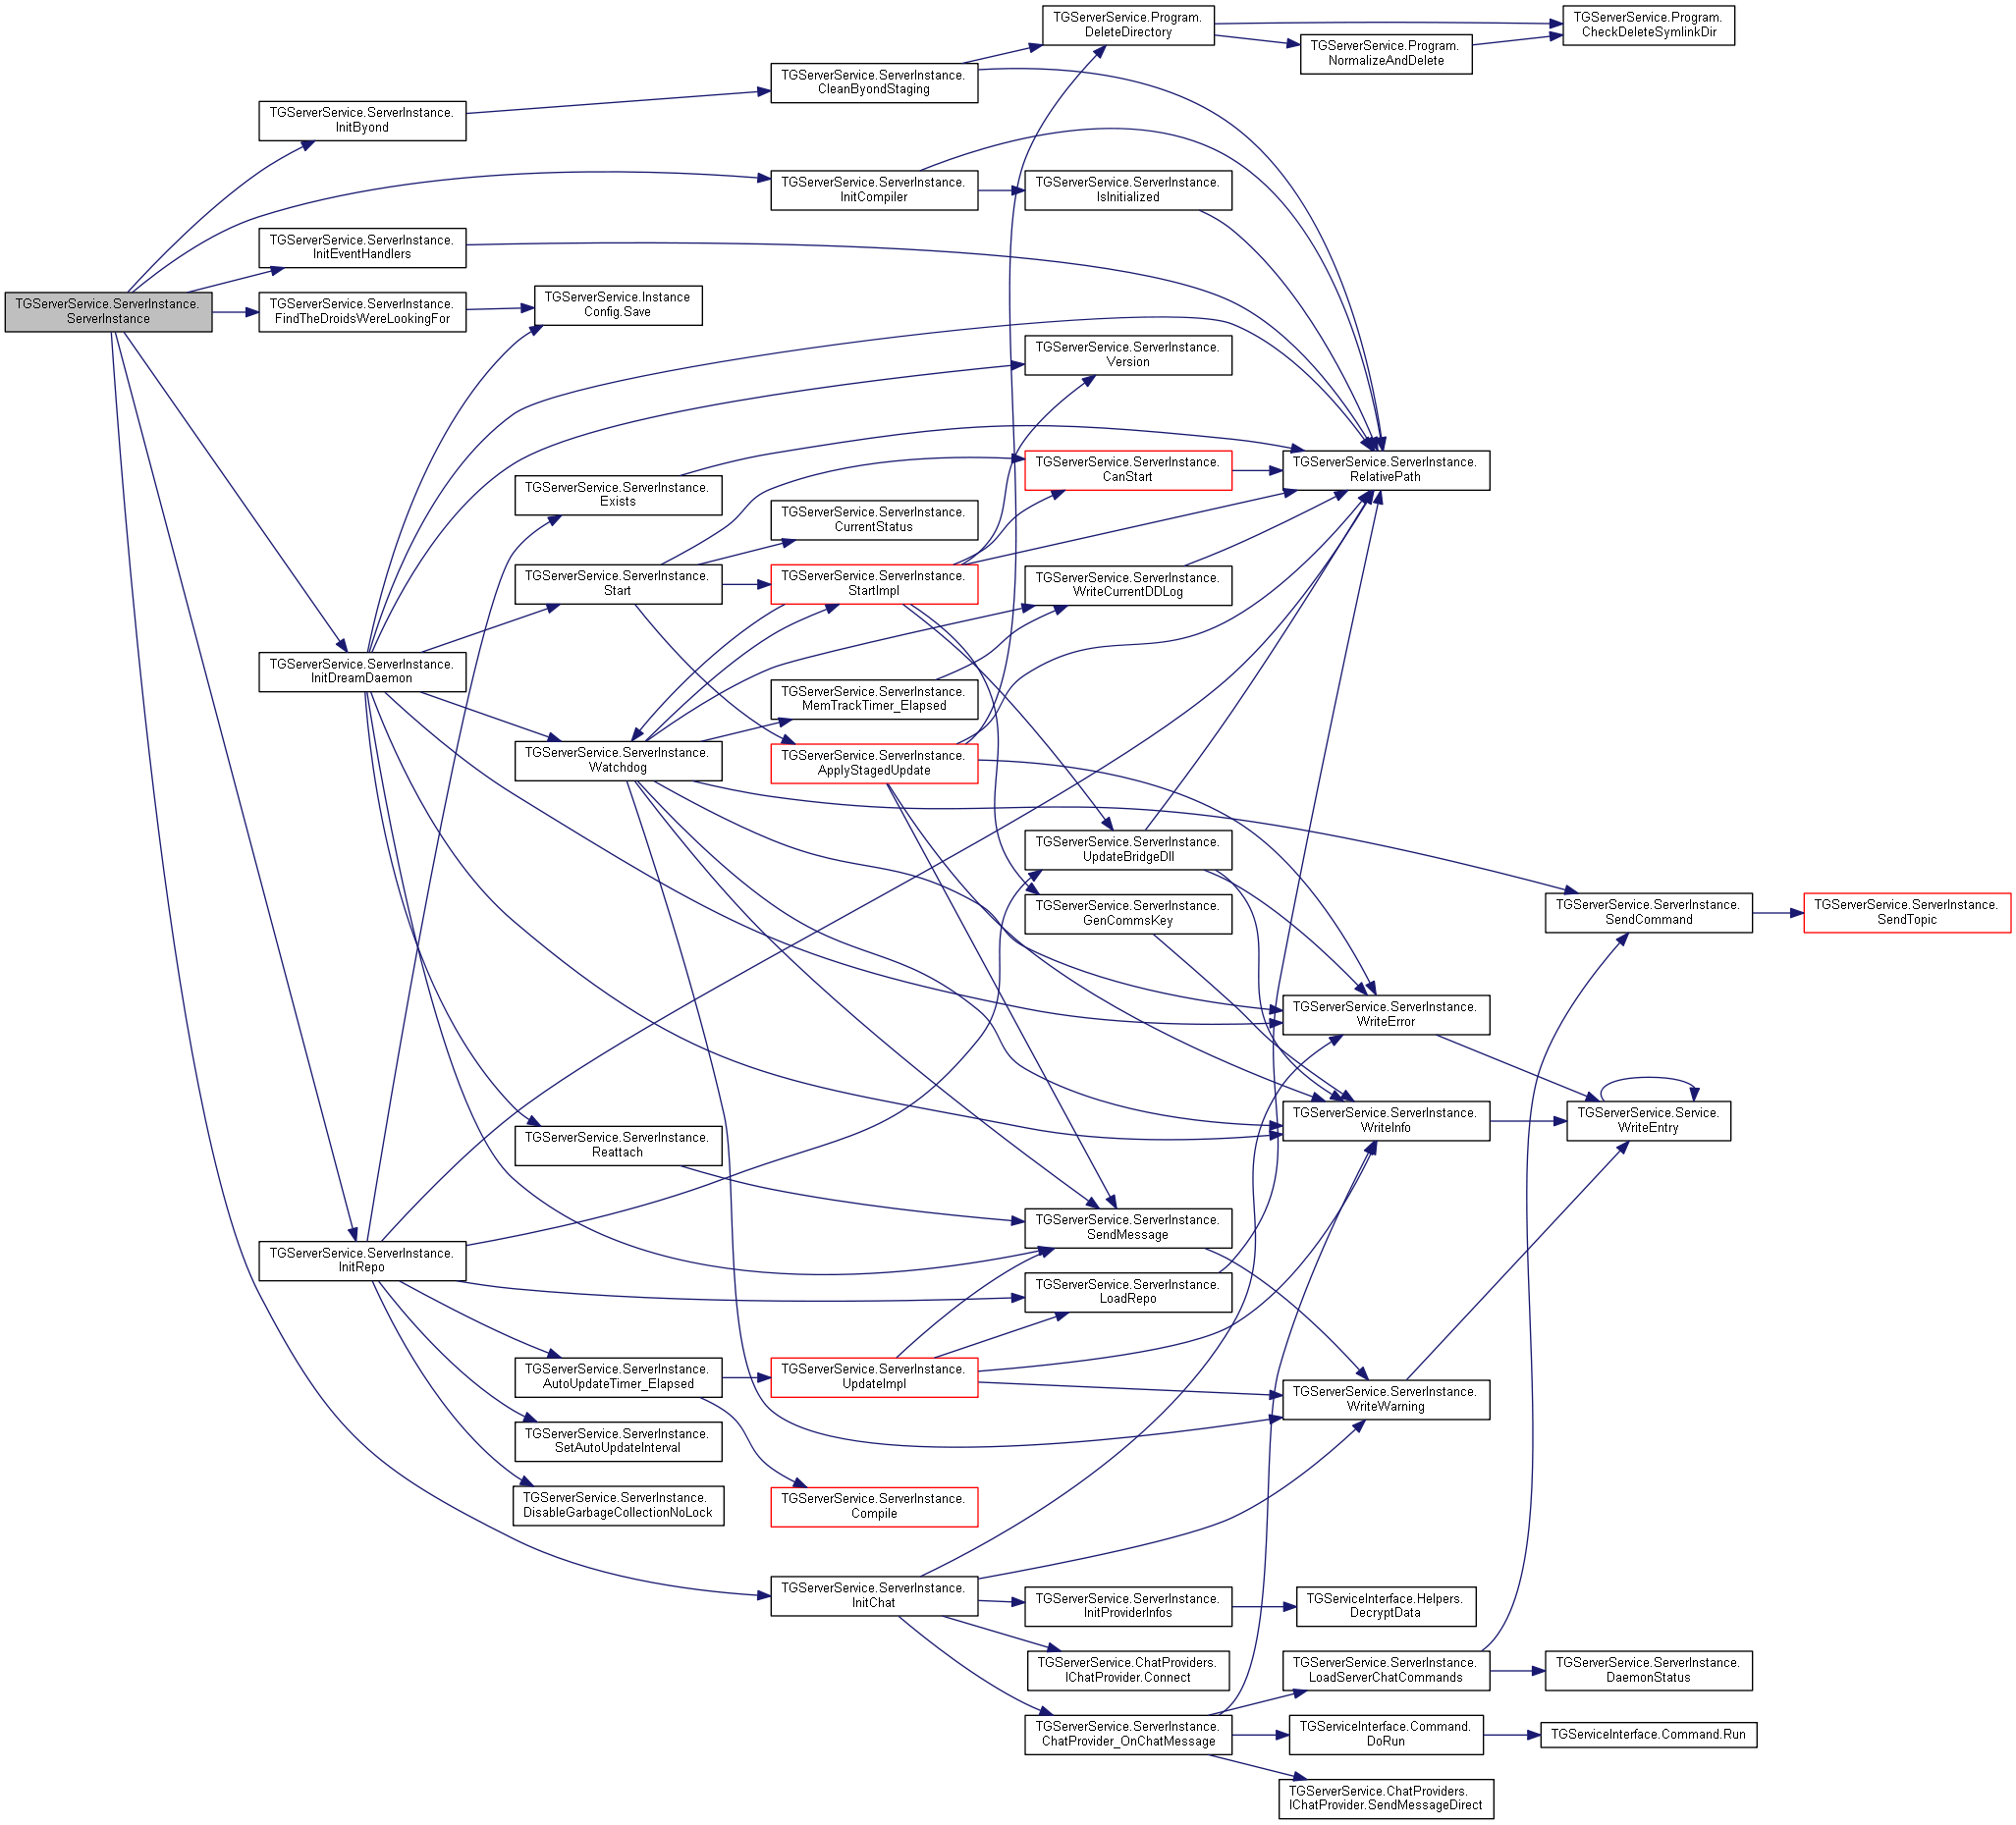 TGServerService.ServerInstance.
ServerInstance
TGServerService.ServerInstance.
InitByond
TGServerService.ServerInstance.
InitEventHandlers
TGServerService.ServerInstance.
FindTheDroidsWereLookingFor
TGServerService.ServerInstance.
InitDreamDaemon
TGServerService.ServerInstance.
InitRepo
TGServerService.Instance
Config.Save
TGServerService.ServerInstance.
Exists
TGServerService.ServerInstance.
Start
TGServerService.ServerInstance.
Watchdog
TGServerService.ServerInstance.
Reattach
TGServerService.ServerInstance.
AutoUpdateTimer_Elapsed
TGServerService.ServerInstance.
SetAutoUpdateInterval
TGServerService.ServerInstance.
DisableGarbageCollectionNoLock
TGServerService.ServerInstance.
CleanByondStaging
TGServerService.ServerInstance.
InitCompiler
TGServerService.ServerInstance.
CurrentStatus
TGServerService.ServerInstance.
StartImpl
TGServerService.ServerInstance.
MemTrackTimer_Elapsed
TGServerService.ServerInstance.
ApplyStagedUpdate
TGServerService.ServerInstance.
UpdateImpl
TGServerService.ServerInstance.
Compile
TGServerService.ServerInstance.
InitChat
TGServerService.Program.
DeleteDirectory
TGServerService.ServerInstance.
IsInitialized
TGServerService.ServerInstance.
Version
TGServerService.ServerInstance.
CanStart
TGServerService.ServerInstance.
WriteCurrentDDLog
TGServerService.ServerInstance.
UpdateBridgeDll
TGServerService.ServerInstance.
GenCommsKey
TGServerService.ServerInstance.
SendMessage
TGServerService.ServerInstance.
LoadRepo
TGServerService.ServerInstance.
InitProviderInfos
TGServerService.ChatProviders.
IChatProvider.Connect
TGServerService.ServerInstance.
ChatProvider_OnChatMessage
TGServerService.Program.
NormalizeAndDelete
TGServerService.ServerInstance.
RelativePath
TGServerService.ServerInstance.
WriteError
TGServerService.ServerInstance.
WriteInfo
TGServerService.ServerInstance.
WriteWarning
TGServiceInterface.Helpers.
DecryptData
TGServerService.ServerInstance.
LoadServerChatCommands
TGServiceInterface.Command.
DoRun
TGServerService.ChatProviders.
IChatProvider.SendMessageDirect
TGServerService.Program.
CheckDeleteSymlinkDir
TGServerService.ServerInstance.
SendCommand
TGServerService.Service.
WriteEntry
TGServerService.ServerInstance.
DaemonStatus
TGServiceInterface.Command.Run
TGServerService.ServerInstance.
SendTopic